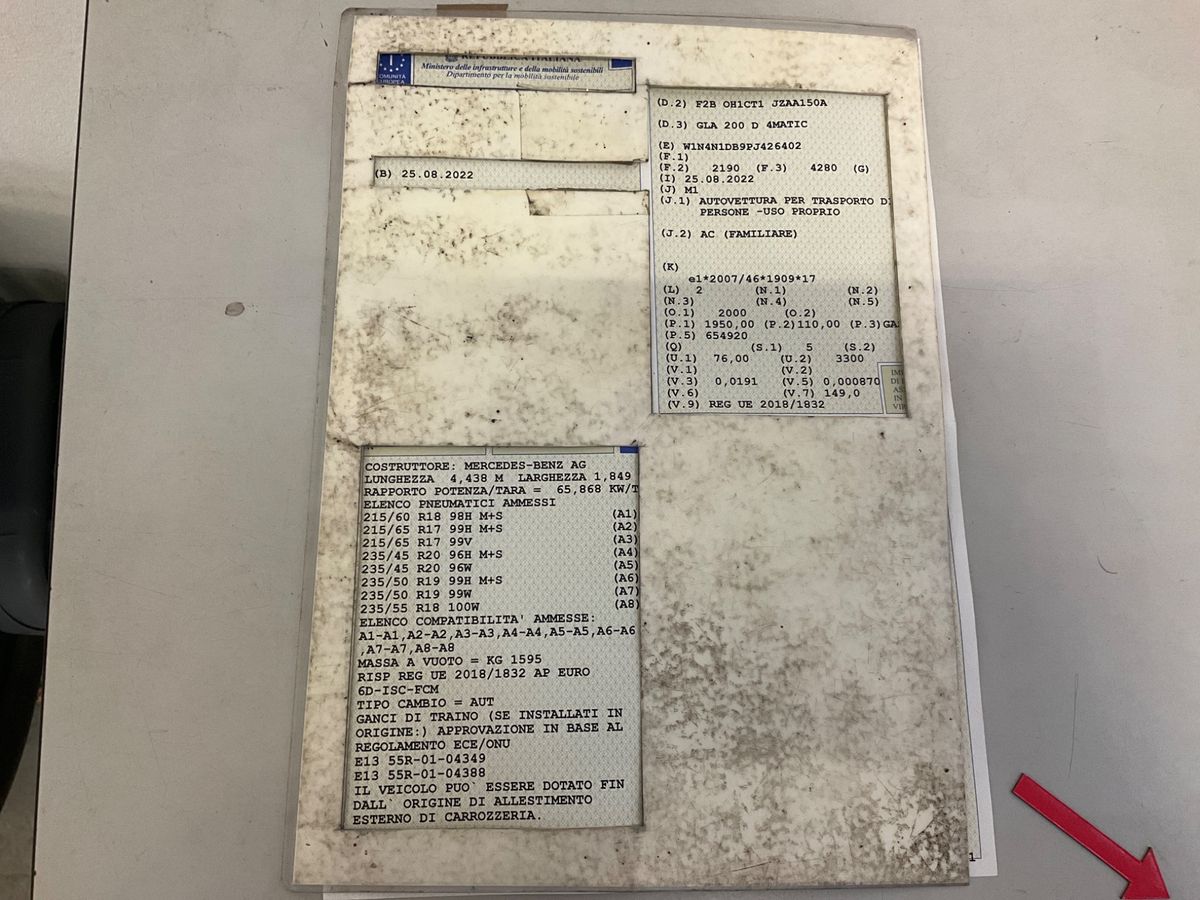 REPUBBLICA ITALIANA
Ministero delle infrastrutture e della mobilità sostenibili
Dipartimento per la mobilità sostenibile
COMUNITÀ
EUROPEA
(B) 25.08.2022
(D.2) F2B OH1CT1 JZAA150A
(D.3) GLA 200 D 4MATIC
(E) W1N4N1DB9PJ426402
(F.1)
(F.2) 2190 (F.3) 4280 (G)
(I) 25.08.2022
(J) M1
(J.1) AUTOVETTURA PER TRASPORTO DI
PERSONE -USO PROPRIO
(J.2) AC (FAMILIARE)
(K)
e1*2007/46*1909*17
(L) 2 (N.1) (N.2)
(N.3) (N.4) (N.5)
(O.1) 2000 (O.2)
(P.1) 1950,00 (P.2)110,00 (P.3)GA
(P.5) 654920
(Q) (S.1) 5 (S.2)
(U.1) 76,00 (U.2) 3300
(V.1) (V.2)
(V.3) 0,0191 (V.5) 0,000870
(V.6) (V.7) 149,0
(V.9) REG UE 2018/1832
IM
DI
AS
IN
VI
COSTRUTTORE: MERCEDES-BENZ AG
LUNGHEZZA 4,438 M LARGHEZZA 1,849
RAPPORTO POTENZA/TARA = 65,868 KW/T
ELENCO PNEUMATICI AMMESSI
215/60 R18 98H M+S (A1)
215/65 R17 99H M+S (A2)
215/65 R17 99V (A3)
235/45 R20 96H M+S (A4)
235/45 R20 96W (A5)
235/50 R19 99H M+S (A6)
235/50 R19 99W (A7)
235/55 R18 100W (A8)
ELENCO COMPATIBILITA' AMMESSE:
A1-A1,A2-A2,A3-A3,A4-A4,A5-A5,A6-A6
,A7-A7,A8-A8
MASSA A VUOTO = KG 1595
RISP REG UE 2018/1832 AP EURO
6D-ISC-FCM
TIPO CAMBIO = AUT
GANCI DI TRAINO (SE INSTALLATI IN
ORIGINE:) APPROVAZIONE IN BASE AL
REGOLAMENTO ECE/ONU
E13 55R-01-04349
E13 55R-01-04388
IL VEICOLO PUO` ESSERE DOTATO FIN
DALL` ORIGINE DI ALLESTIMENTO
ESTERNO DI CARROZZERIA.
1